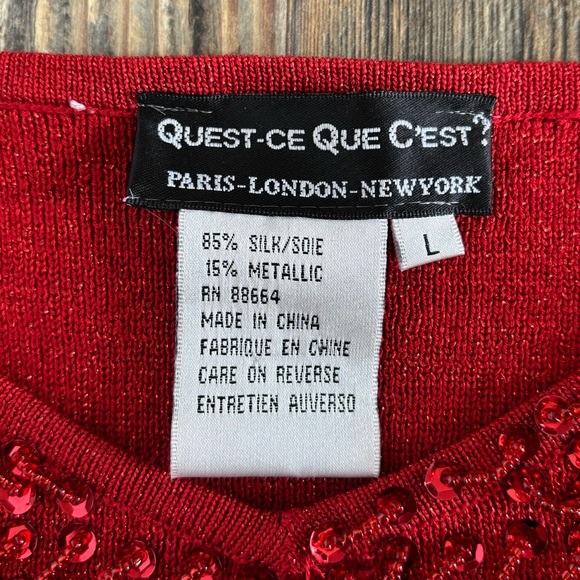 QUEST-CE QUE C'EST?
PARIS-LONDON-NEWYORK
L
85% SILK/SOIE
15% METALLIC
RN 88664
MADE IN CHINA
FABRIQUE EN CHINE
CARE ON REVERSE
ENTRETIEN AUVERSO